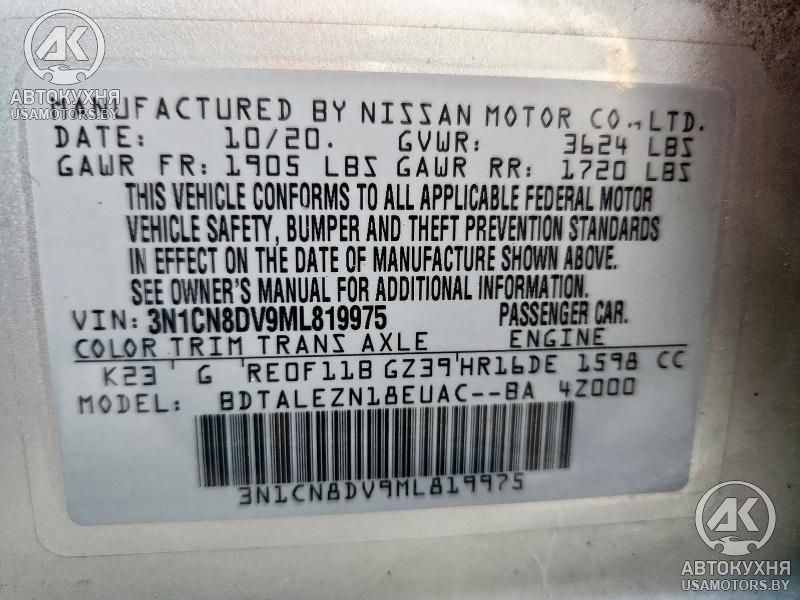 AK
АВТОКУХНЯ
USAMOTORS.BY
MANUFACTURED BY NISSAN MOTOR CO.,LTD.
DATE: 10/20. GVWR: 3624 LBS
GAWR FR: 1905 LBS GAWR RR: 1720 LBS
THIS VEHICLE CONFORMS TO ALL APPLICABLE FEDERAL MOTOR
VEHICLE SAFETY, BUMPER AND THEFT PREVENTION STANDARDS
IN EFFECT ON THE DATE OF MANUFACTURE SHOWN ABOVE.
SEE OWNER'S MANUAL FOR ADDITIONAL INFORMATION.
VIN: 3N1CN8DV9ML819975 PASSENGER CAR
COLOR TRIM TRANS AXLE ENGINE
K23 G RE0F11B GZ39 HR16DE 1598 CC
MODEL: BDTALEZN18EUAC--BA 4Z000
3N1CN8DV9ML819975
AK
АВТОКУХНЯ
USAMOTORS.BY